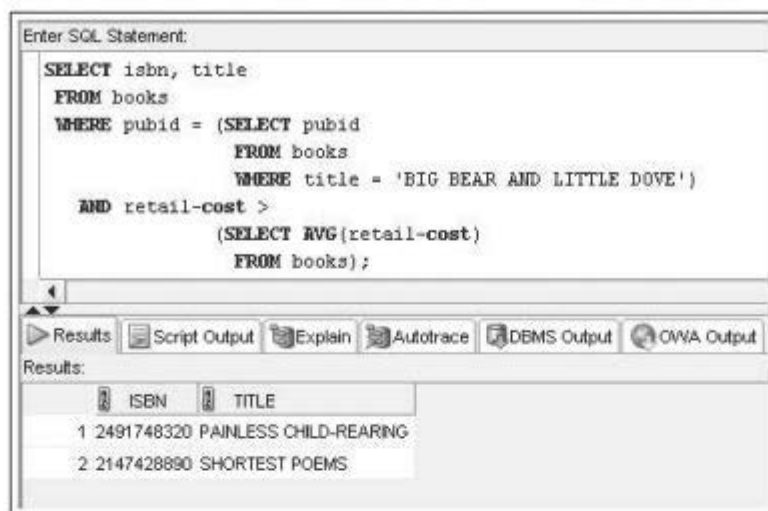 Enter SQL Statement:
SELECT isbn, title
FROM books
WHERE pubid = (SELECT pubid
FROM books
WHERE title = 'BIG BEAR AND LITTLE DOVE')
AND retail-cost >
(SELECT AVG(retail-cost)
FROM books);
Results Script Output Explain Autotrace DBMS Output OWA Output
Results:
ISBN TITLE
1 2491748320 PAINLESS CHILD-REARING
2 2147428890 SHORTEST POEMS